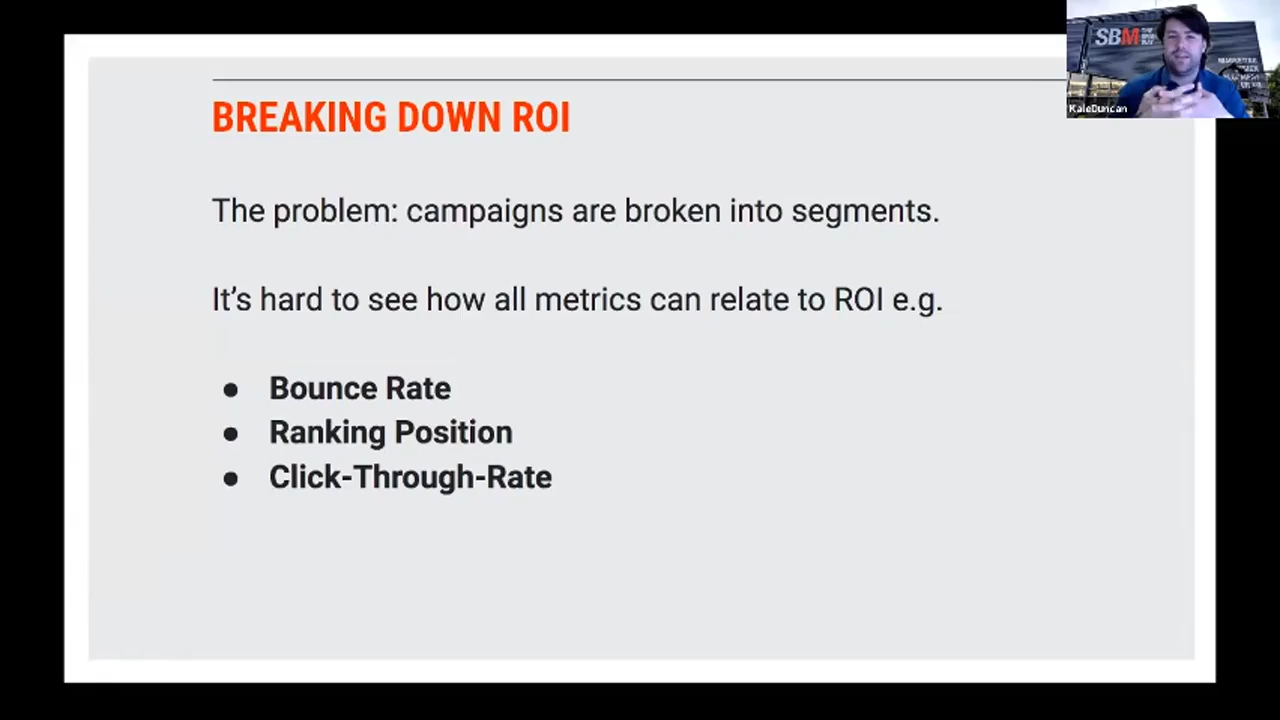 BREAKING DOWN ROI
The problem: campaigns are broken into segments.
It's hard to see how all metrics can relate to ROI e.g.
● Bounce Rate
● Ranking Position
● Click-Through-Rate
SBM
KaleDuncan